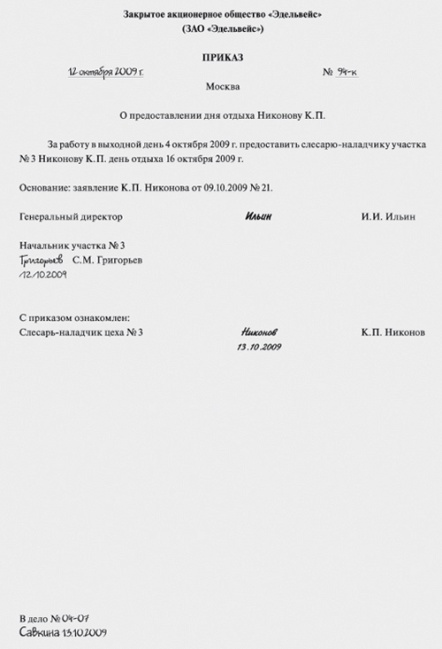 Закрытое акционерное общество «Эдельвейс»
(ЗАО «Эдельвейс»)
ПРИКАЗ
12 октября 2009 г. № 94-к
Москва
О предоставлении дня отдыха Никонову К.П.
За работу в выходной день 4 октября 2009 г. предоставить слесарю-наладчику участка
№ 3 Никонову К.П. день отдыха 16 октября 2009 г.
Основание: заявление К.П. Никонова от 09.10.2009 № 21.
Генеральный директор Ильин И.И. Ильин
Начальник участка № 3
Григорьев С.М. Григорьев
12.10.2009
С приказом ознакомлен:
Слесарь-наладчик цеха № 3 Никонов К.П. Никонов
13.10.2009
В дело № 04-07
Савкина 13.10.2009